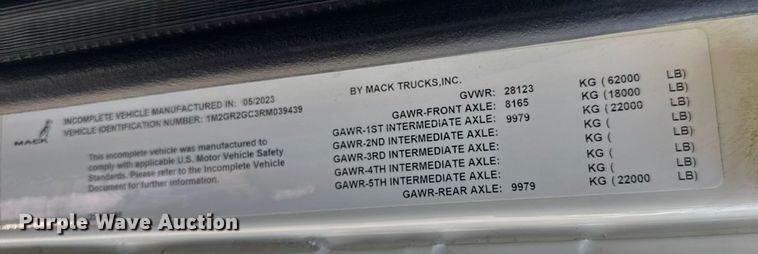 MACK
INCOMPLETE VEHICLE MANUFACTURED IN: 05/2023
VEHICLE IDENTIFICATION NUMBER: 1M2GR2GC3RM039439
This incomplete vehicle was manufactured to
comply with applicable U.S. Motor Vehicle Safety
Standards. Please refer to the Incomplete Vehicle
Document for further information.
BY MACK TRUCKS,INC.
GVWR: 28123 KG (62000 LB)
GAWR-FRONT AXLE: 8165 KG (18000 LB)
GAWR-1ST INTERMEDIATE AXLE: 9979 KG (22000 LB)
GAWR-2ND INTERMEDIATE AXLE: KG ( LB)
GAWR-3RD INTERMEDIATE AXLE: KG ( LB)
GAWR-4TH INTERMEDIATE AXLE: KG ( LB)
GAWR-5TH INTERMEDIATE AXLE: KG ( LB)
GAWR-REAR AXLE: 9979 KG (22000 LB)
Purple Wave Auction